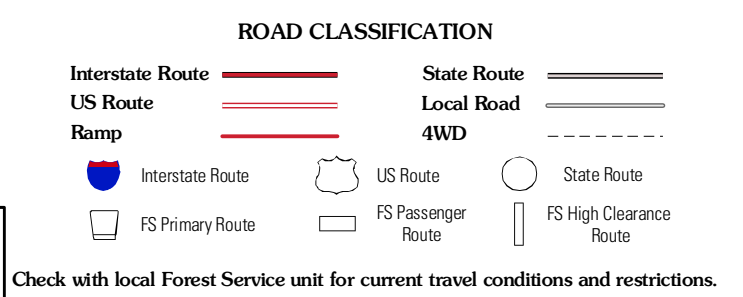 ROAD CLASSIFICATION
Interstate Route
State Route
US Route
Local Road
Ramp
4WD
Interstate Route
US Route
State Route
FS Primary Route
FS Passenger
Route
FS High Clearance
Route
Check with local Forest Service unit for current travel conditions and restrictions.